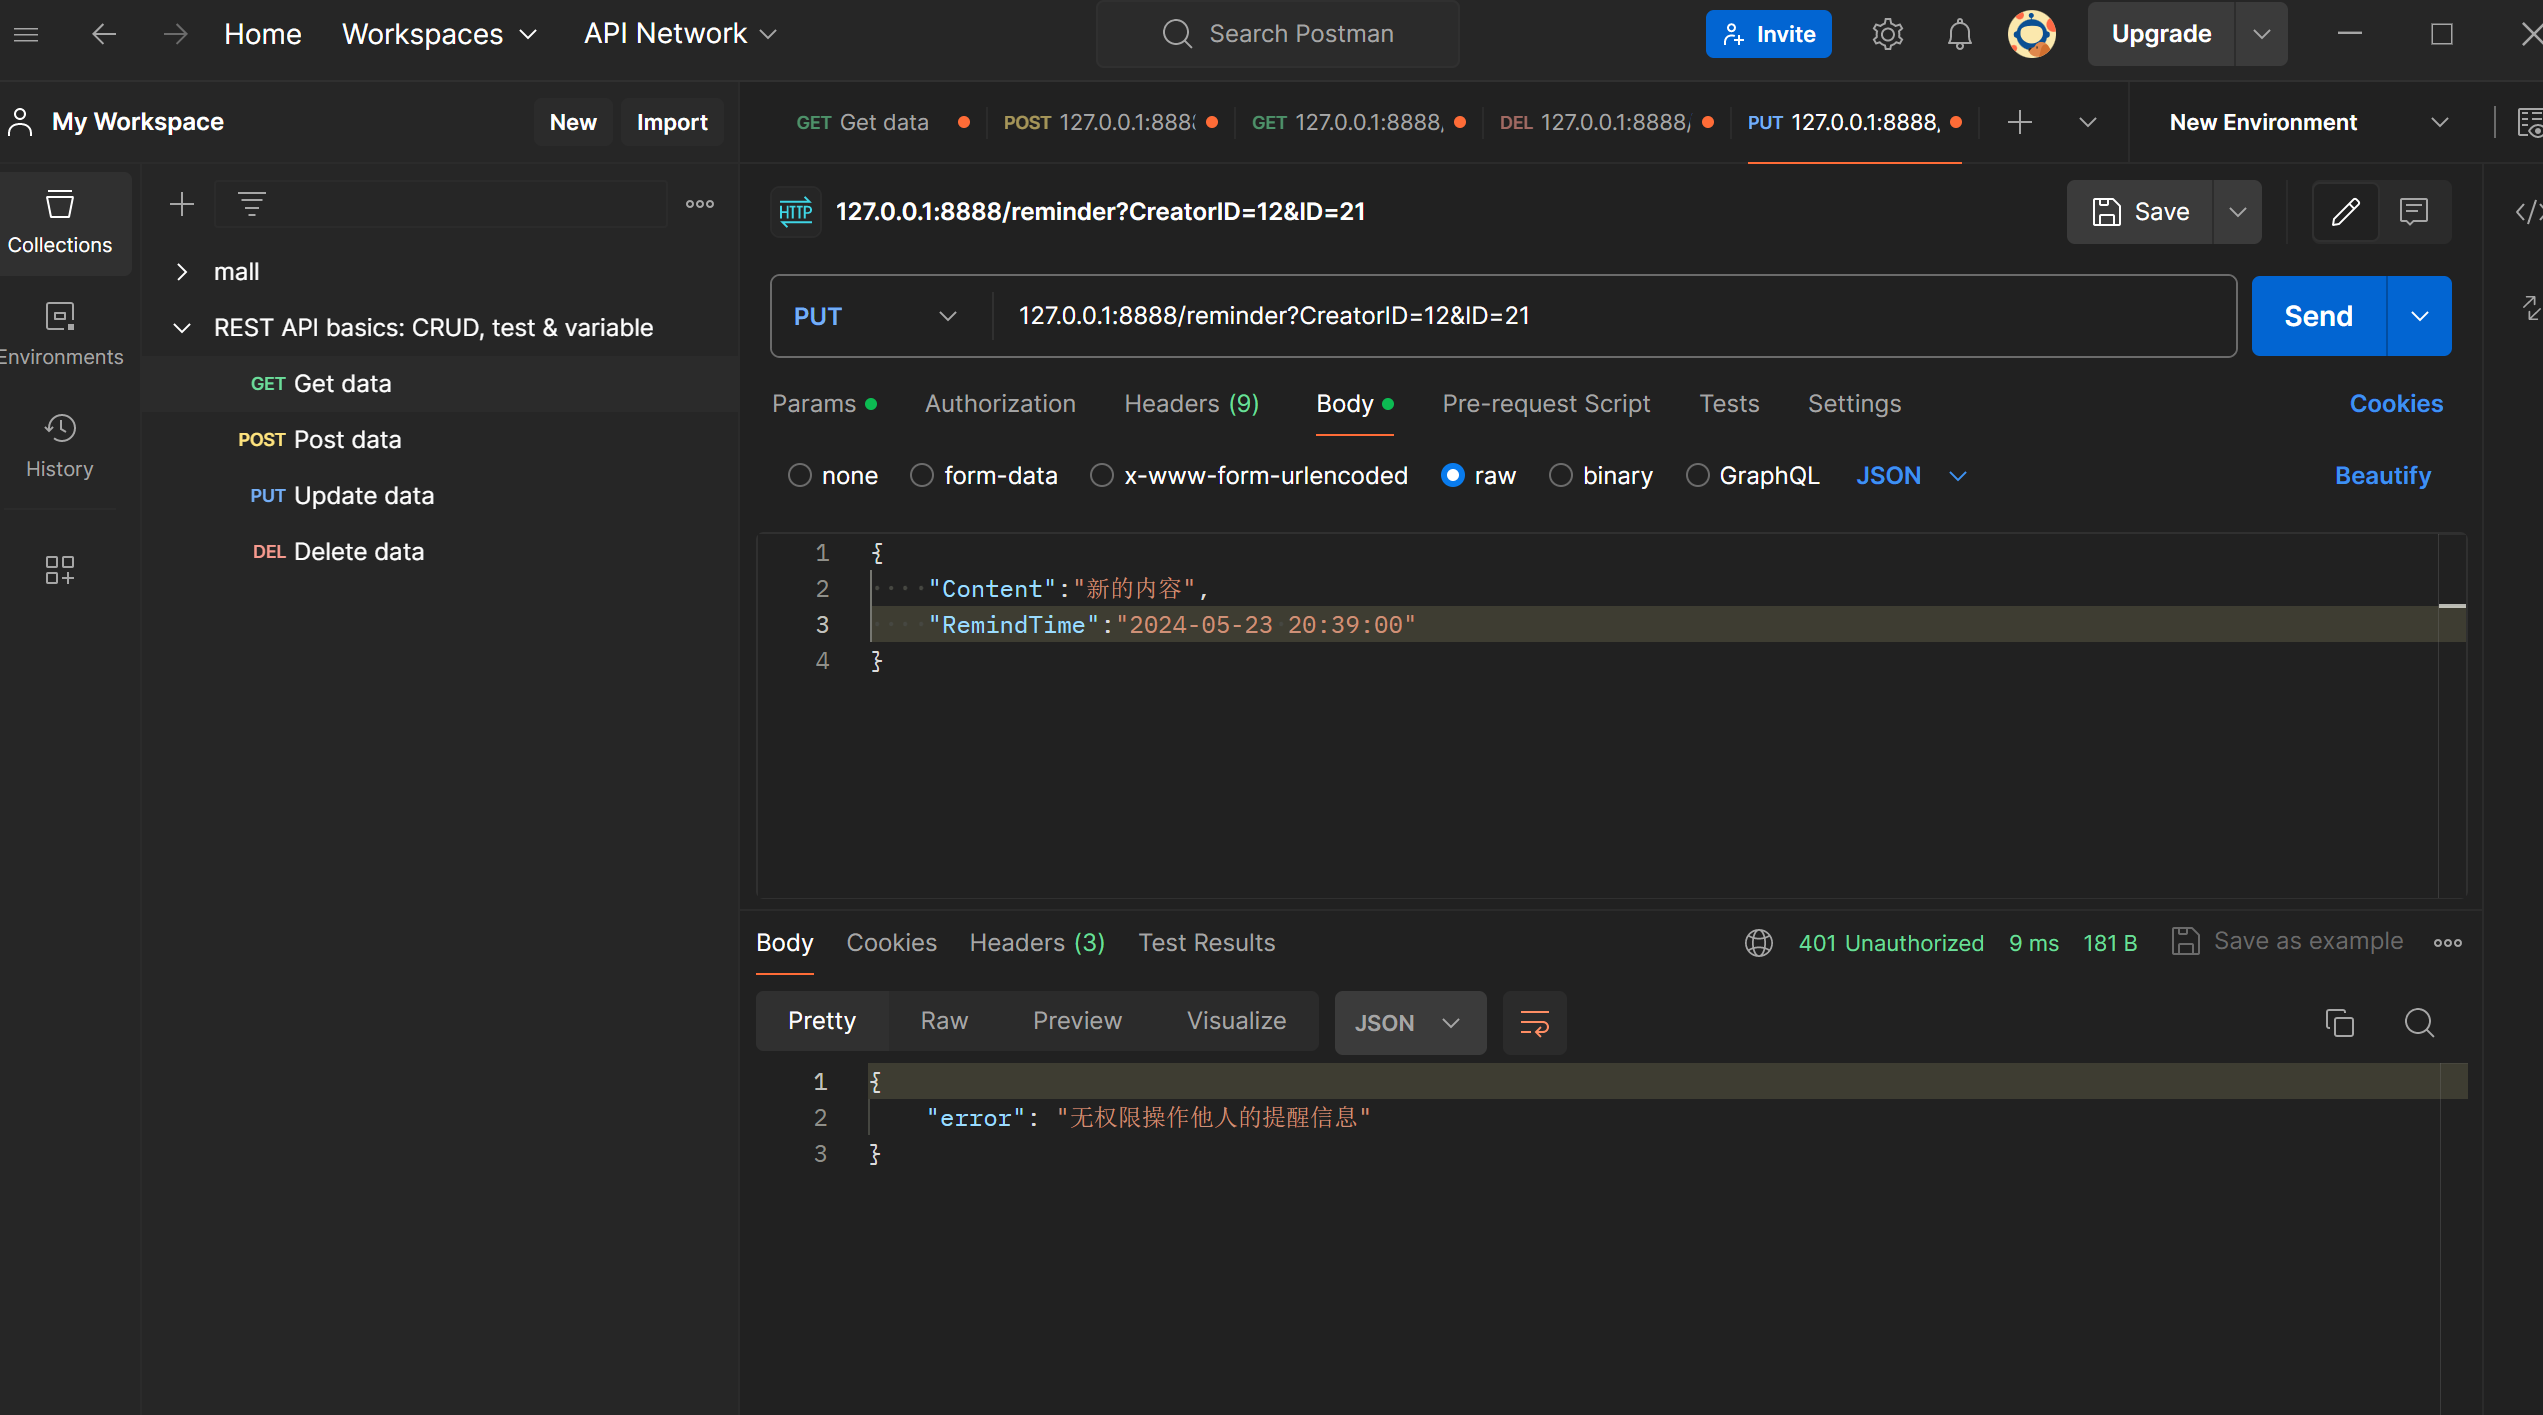 Home Workspaces API Network Search Postman Invite Upgrade
My Workspace New Import
GET Get data POST 127.0.0.1:888 GET 127.0.0.1:8888, DEL 127.0.0.1:8888/ PUT 127.0.0.1:8888, New Environment
Collections
Environments
History
mall
REST API basics: CRUD, test & variable
GET Get data
POST Post data
PUT Update data
DEL Delete data
HTTP 127.0.0.1:8888/reminder?CreatorID=12&ID=21 Save
PUT 127.0.0.1:8888/reminder?CreatorID=12&ID=21 Send
Params Authorization Headers (9) Body Pre-request Script Tests Settings Cookies
none form-data x-www-form-urlencoded raw binary GraphQL JSON Beautify
1 {
2 "Content":"新的内容",
3 "RemindTime":"2024-05-23 20:39:00"
4 }
Body Cookies Headers (3) Test Results 401 Unauthorized 9 ms 181 B Save as example
Pretty Raw Preview Visualize JSON
1 {
2 "error": "无权限操作他人的提醒信息"
3 }